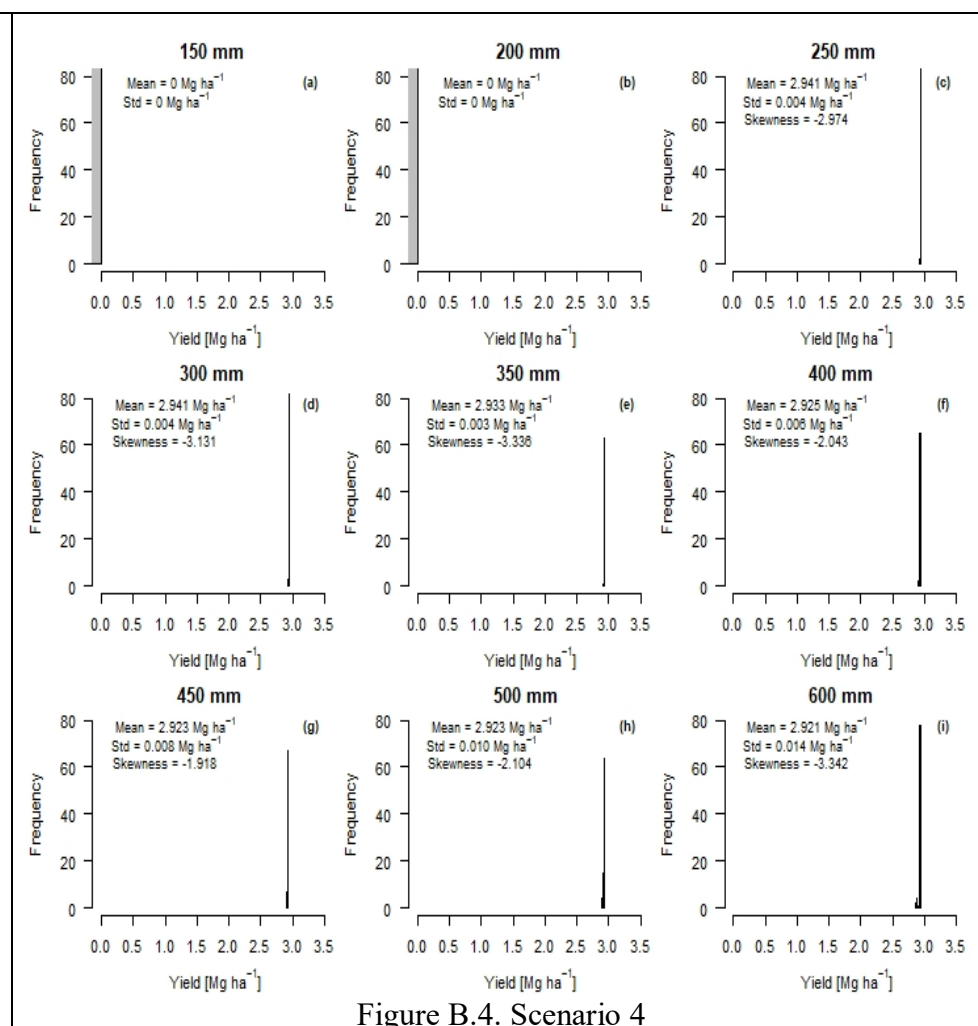 150 mm
Mean = 0 Mg ha⁻¹
Std = 0 Mg ha⁻¹
(a)
Frequency
80
60
40
20
0
0.0 0.5 1.0 1.5 2.0 2.5 3.0 3.5
Yield [Mg ha⁻¹]
200 mm
Mean = 0 Mg ha⁻¹
Std = 0 Mg ha⁻¹
(b)
Frequency
80
60
40
20
0
0.0 0.5 1.0 1.5 2.0 2.5 3.0 3.5
Yield [Mg ha⁻¹]
250 mm
Mean = 2.941 Mg ha⁻¹
Std = 0.004 Mg ha⁻¹
Skewness = -2.974
(c)
Frequency
80
60
40
20
0
0.0 0.5 1.0 1.5 2.0 2.5 3.0 3.5
Yield [Mg ha⁻¹]
300 mm
Mean = 2.941 Mg ha⁻¹
Std = 0.004 Mg ha⁻¹
Skewness = -3.131
(d)
Frequency
80
60
40
20
0
0.0 0.5 1.0 1.5 2.0 2.5 3.0 3.5
Yield [Mg ha⁻¹]
350 mm
Mean = 2.933 Mg ha⁻¹
Std = 0.003 Mg ha⁻¹
Skewness = -3.336
(e)
Frequency
80
60
40
20
0
0.0 0.5 1.0 1.5 2.0 2.5 3.0 3.5
Yield [Mg ha⁻¹]
400 mm
Mean = 2.925 Mg ha⁻¹
Std = 0.006 Mg ha⁻¹
Skewness = -2.043
(f)
Frequency
80
60
40
20
0
0.0 0.5 1.0 1.5 2.0 2.5 3.0 3.5
Yield [Mg ha⁻¹]
450 mm
Mean = 2.923 Mg ha⁻¹
Std = 0.008 Mg ha⁻¹
Skewness = -1.918
(g)
Frequency
80
60
40
20
0
0.0 0.5 1.0 1.5 2.0 2.5 3.0 3.5
Yield [Mg ha⁻¹]
500 mm
Mean = 2.923 Mg ha⁻¹
Std = 0.010 Mg ha⁻¹
Skewness = -2.104
(h)
Frequency
80
60
40
20
0
0.0 0.5 1.0 1.5 2.0 2.5 3.0 3.5
Yield [Mg ha⁻¹]
600 mm
Mean = 2.921 Mg ha⁻¹
Std = 0.014 Mg ha⁻¹
Skewness = -3.342
(i)
Frequency
80
60
40
20
0
0.0 0.5 1.0 1.5 2.0 2.5 3.0 3.5
Yield [Mg ha⁻¹]
Figure B.4. Scenario 4